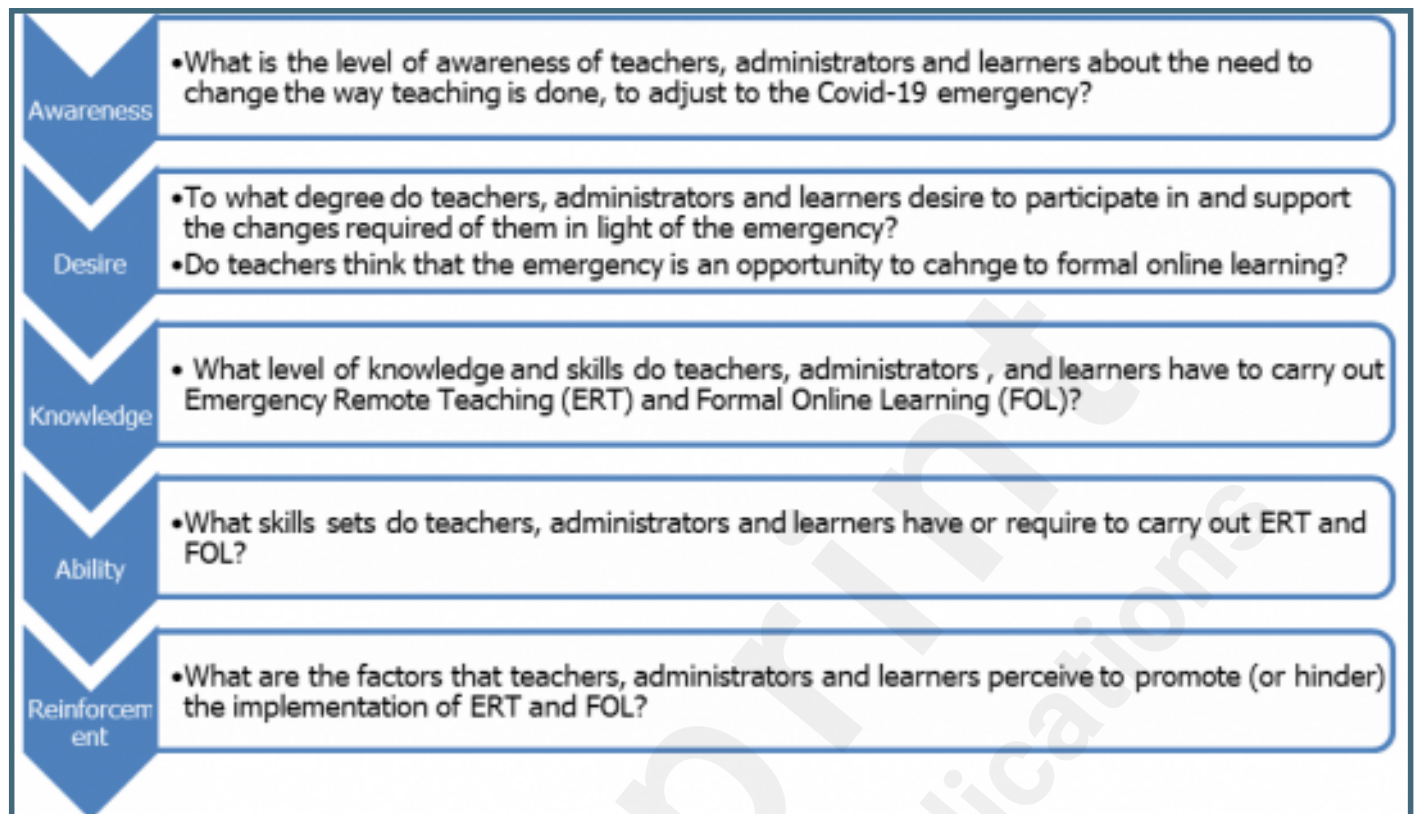 Awareness
•What is the level of awareness of teachers, administrators and learners about the need to
change the way teaching is done, to adjust to the Covid-19 emergency?
Desire
•To what degree do teachers, administrators and learners desire to participate in and support
the changes required of them in light of the emergency?
•Do teachers think that the emergency is an opportunity to cahnge to formal online learning?
Knowledge
• What level of knowledge and skills do teachers, administrators , and learners have to carry out
Emergency Remote Teaching (ERT) and Formal Online Learning (FOL)?
Ability
•What skills sets do teachers, administrators and learners have or require to carry out ERT and
FOL?
Reinforcem
ent
•What are the factors that teachers, administrators and learners perceive to promote (or hinder)
the implementation of ERT and FOL?
print
lications